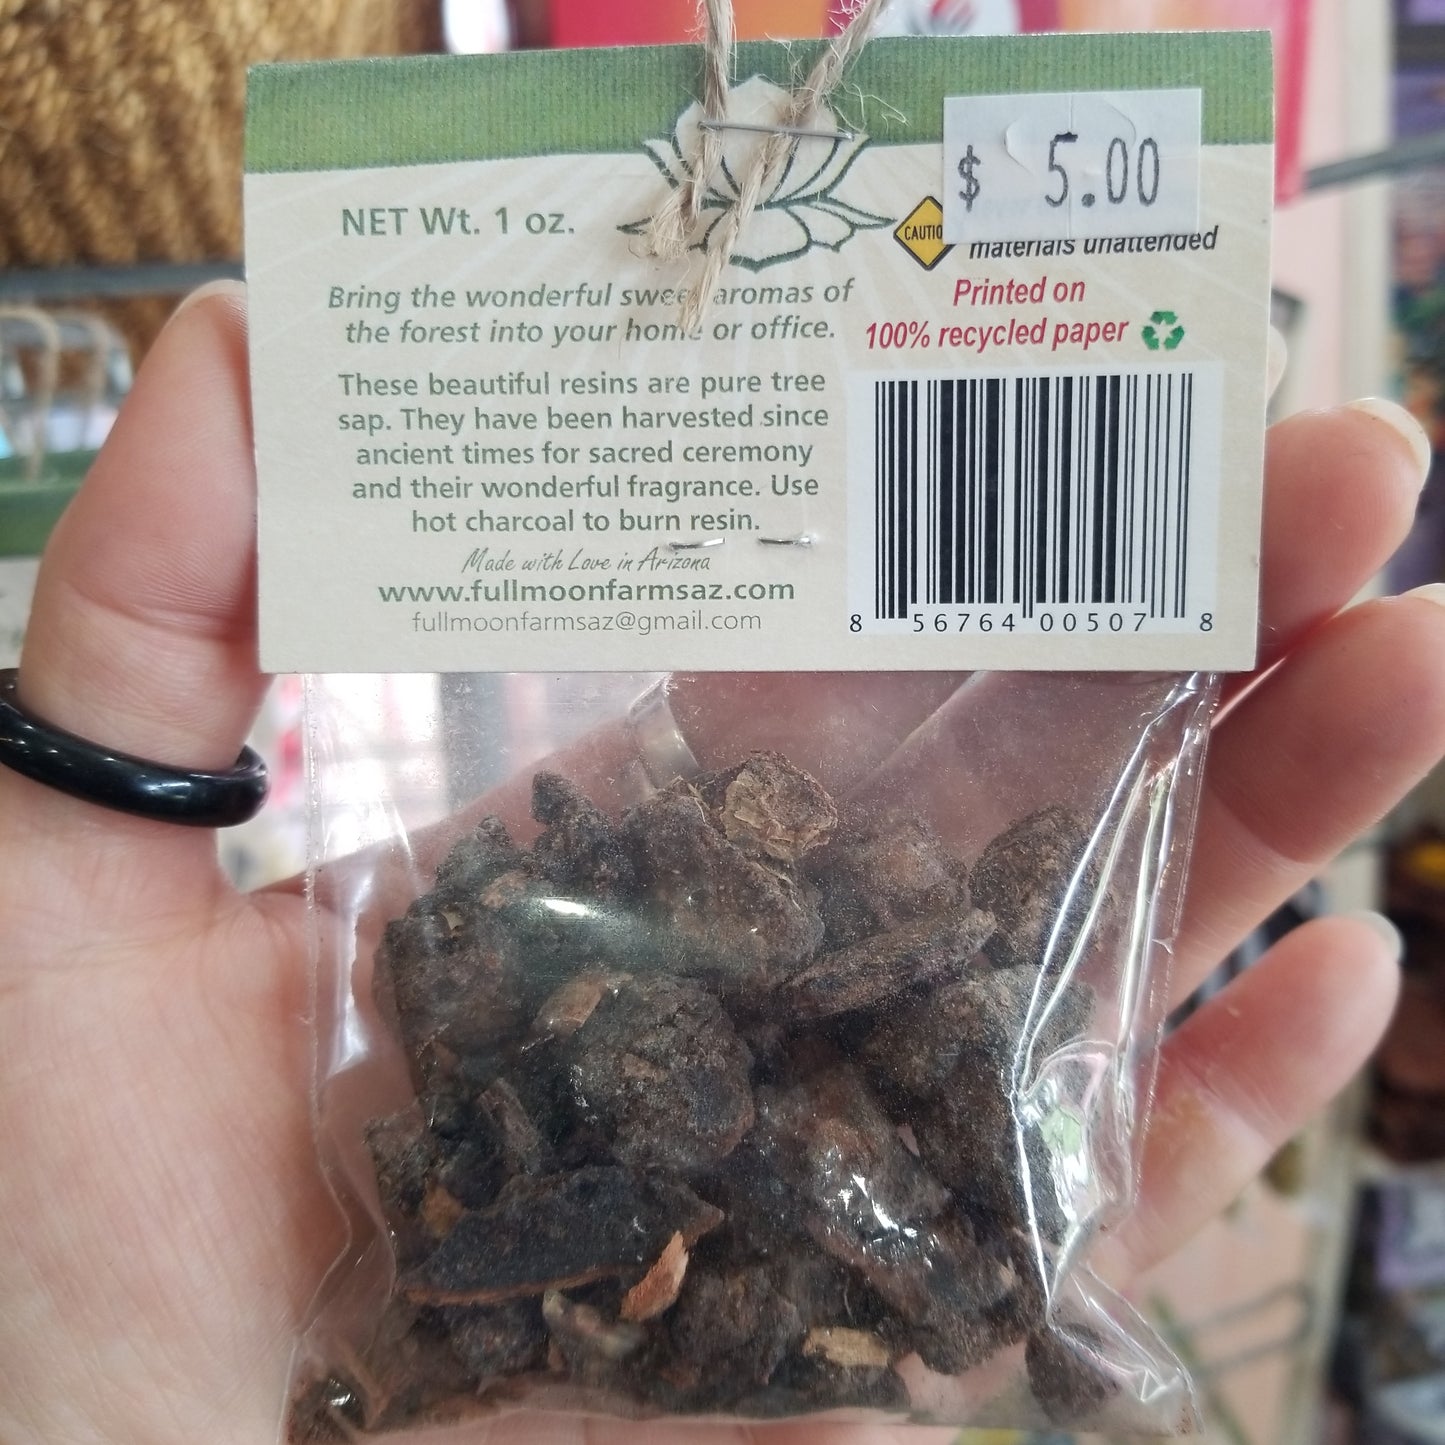 $ 5.00
NET Wt. 1 oz.
CAUTIO
materials unattended
Bring the wonderful sweet aromas of
the forest into your home or office.
Printed on
100% recycled paper
These beautiful resins are pure tree
sap. They have been harvested since
ancient times for sacred ceremony
and their wonderful fragrance. Use
hot charcoal to burn resin.
Made with Love in Arizona
www.fullmoonfarmsaz.com
fullmoonfarmsaz@gmail.com
8 56764 00507 8